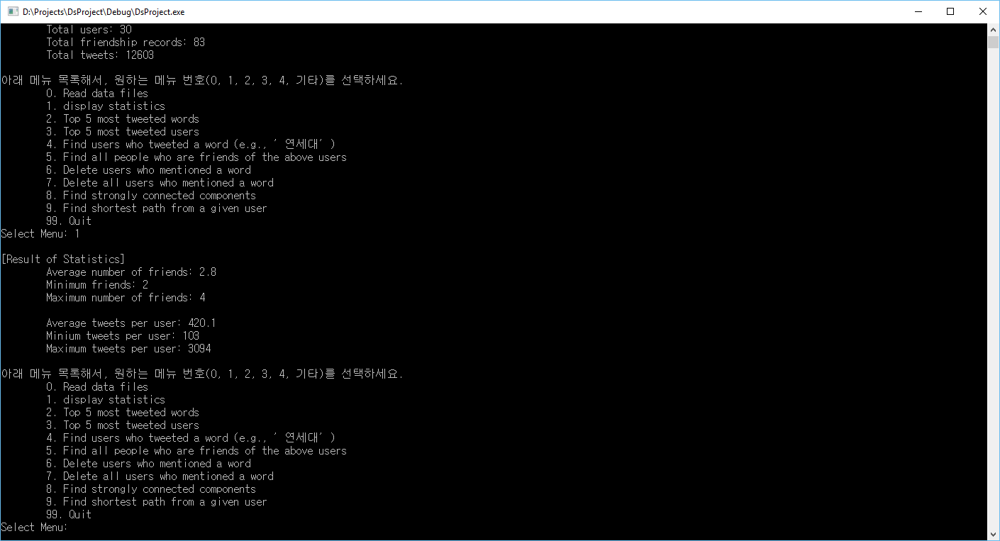 D:\Projects\DsProject\Debug\DsProject.exe
Total users: 30
Total friendship records: 83
Total tweets: 12603
아래 메뉴 목록해서, 원하는 메뉴 번호(0, 1, 2, 3, 4, 기타)를 선택하세요.
0. Read data files
1. display statistics
2. Top 5 most tweeted words
3. Top 5 most tweeted users
4. Find users who tweeted a word (e.g., ’연세대’)
5. Find all people who are friends of the above users
6. Delete users who mentioned a word
7. Delete all users who mentioned a word
8. Find strongly connected components
9. Find shortest path from a given user
99. Quit
Select Menu: 1
[Result of Statistics]
Average number of friends: 2.8
Minimum friends: 2
Maximum number of friends: 4
Average tweets per user: 420.1
Minium tweets per user: 103
Maximum tweets per user: 3094
아래 메뉴 목록해서, 원하는 메뉴 번호(0, 1, 2, 3, 4, 기타)를 선택하세요.
0. Read data files
1. display statistics
2. Top 5 most tweeted words
3. Top 5 most tweeted users
4. Find users who tweeted a word (e.g., ’연세대’)
5. Find all people who are friends of the above users
6. Delete users who mentioned a word
7. Delete all users who mentioned a word
8. Find strongly connected components
9. Find shortest path from a given user
99. Quit
Select Menu: